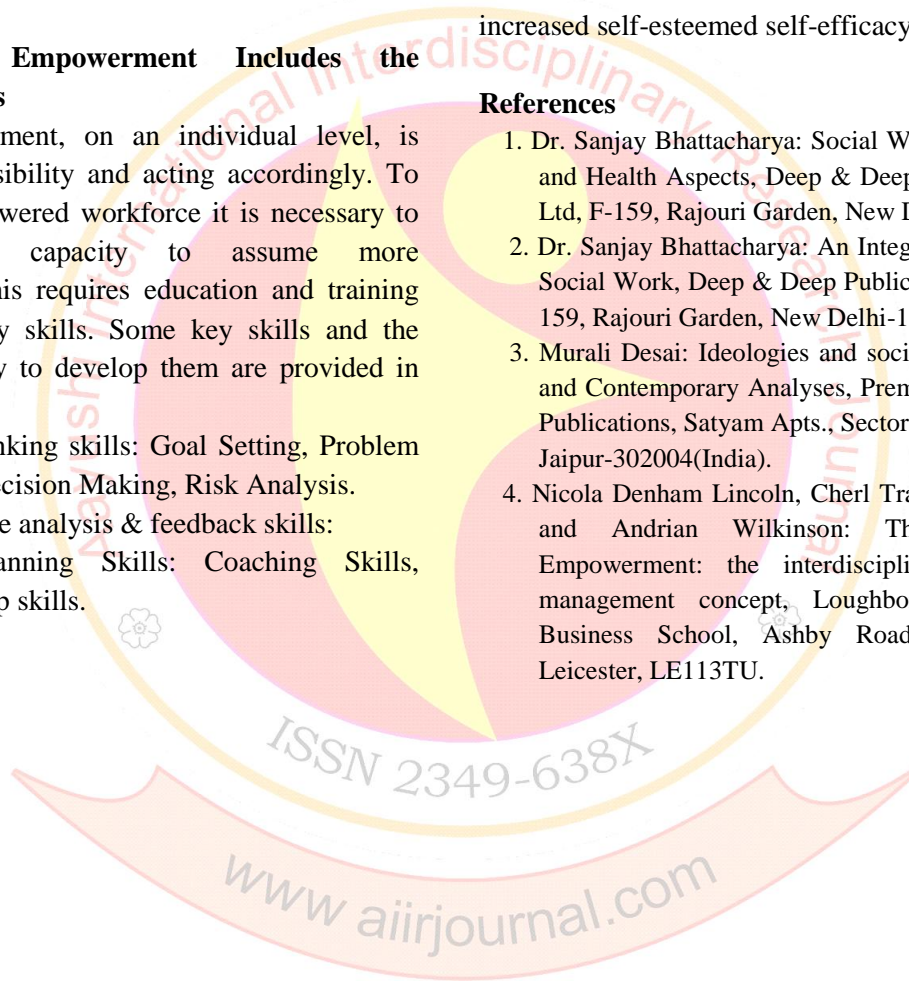 Empowerment Includes the
s
ment, on an individual level, is
sibility and acting accordingly. To
owered workforce it is necessary to
capacity to assume more
his requires education and training
y skills. Some key skills and the
y to develop them are provided in
nking skills: Goal Setting, Problem
ecision Making, Risk Analysis.
e analysis & feedback skills:
anning Skills: Coaching Skills,
p skills.
increased self-esteemed self-efficacy
References
1. Dr. Sanjay Bhattacharya: Social W
and Health Aspects, Deep & Deep
Ltd, F-159, Rajouri Garden, New D
2. Dr. Sanjay Bhattacharya: An Integ
Social Work, Deep & Deep Public
159, Rajouri Garden, New Delhi-1
3. Murali Desai: Ideologies and soci
and Contemporary Analyses, Prem
Publications, Satyam Apts., Sector
Jaipur-302004(India).
4. Nicola Denham Lincoln, Cherl Tra
and Andrian Wilkinson: Th
Empowerment: the interdiscipli
management concept, Loughbo
Business School, Ashby Road
Leicester, LE113TU.
Aayushi International Interdisciplinary Research Journal
ISSN 2349-638X
www aiirjournal.com